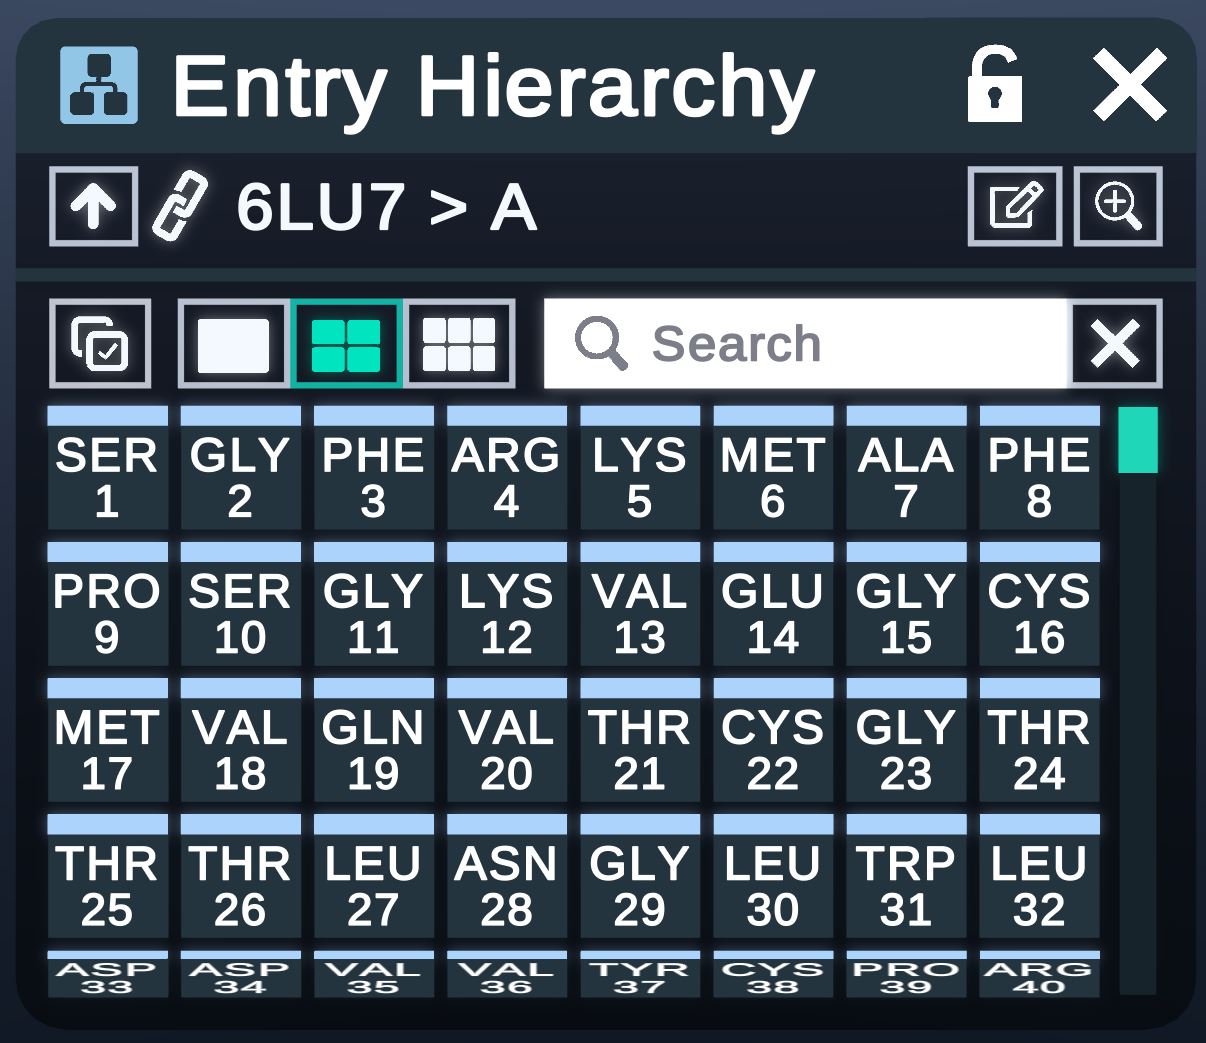 Entry Hierarchy
6LU7 > A
Search
SER GLY PHE ARG LYS MET ALA PHE
1 2 3 4 5 6 7 8
PRO SER GLY LYS VAL GLU GLY CYS
9 10 11 12 13 14 15 16
MET VAL GLN VAL THR CYS GLY THR
17 18 19 20 21 22 23 24
THR THR LEU ASN GLY LEU TRP LEU
25 26 27 28 29 30 31 32
ASP ASP VAL VAL TYR CYS PRO ARG
33 34 35 36 37 38 39 40